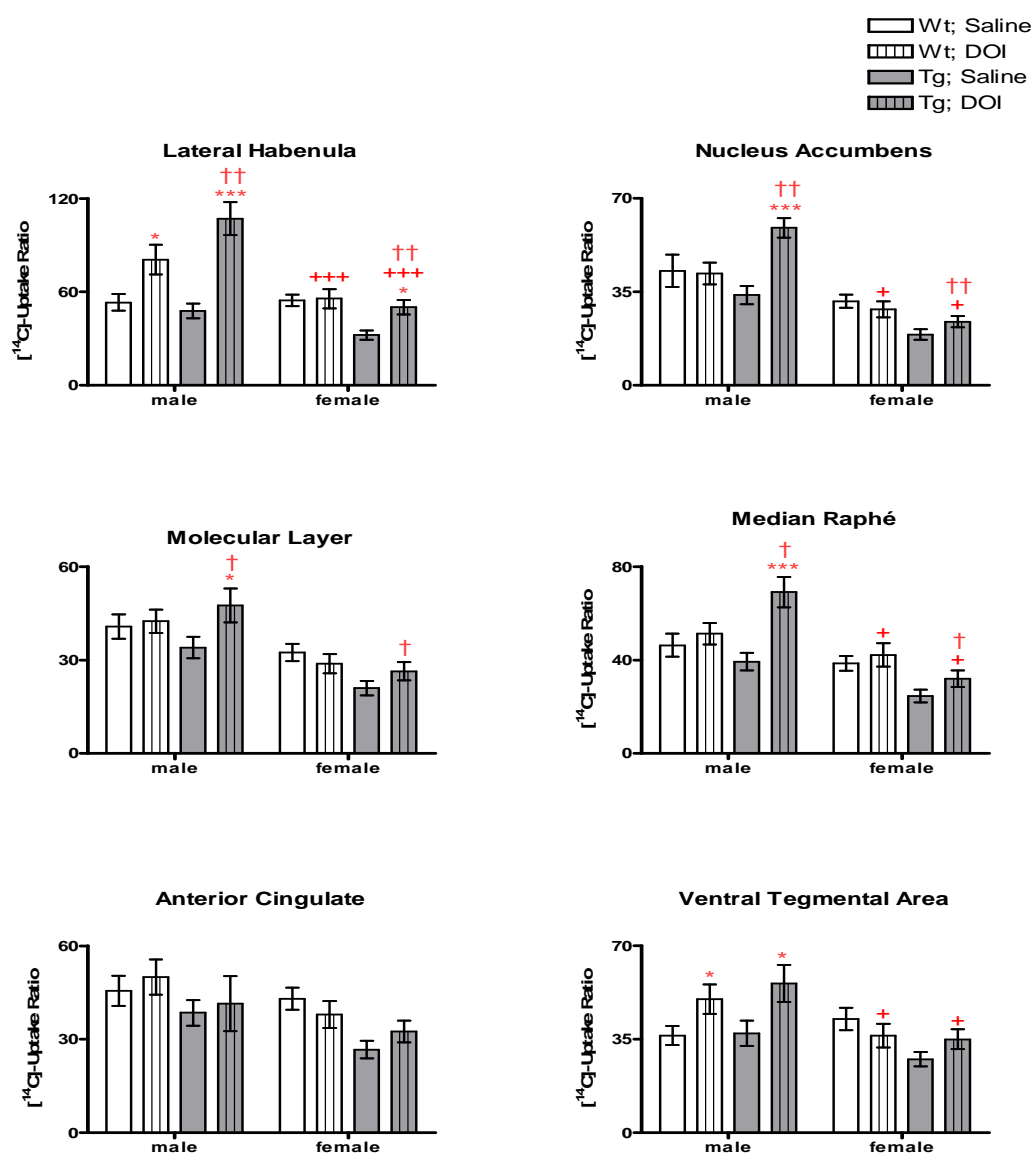 Wt; Saline
Wt; DOI
Tg; Saline
Tg; DOI
Lateral Habenula
[¹⁴C]-Uptake Ratio
120
60
0
*
††
***
+++
††
+++
*
male
female
Nucleus Accumbens
[¹⁴C]-Uptake Ratio
70
35
0
††
***
+
††
+
male
female
Molecular Layer
[¹⁴C]-Uptake Ratio
60
30
0
†
*
†
male
female
Median Raphé
[¹⁴C]-Uptake Ratio
80
40
0
†
***
+
†
+
male
female
Anterior Cingulate
[¹⁴C]-Uptake Ratio
60
30
0
male
female
Ventral Tegmental Area
[¹⁴C]-Uptake Ratio
70
35
0
*
*
+
+
male
female